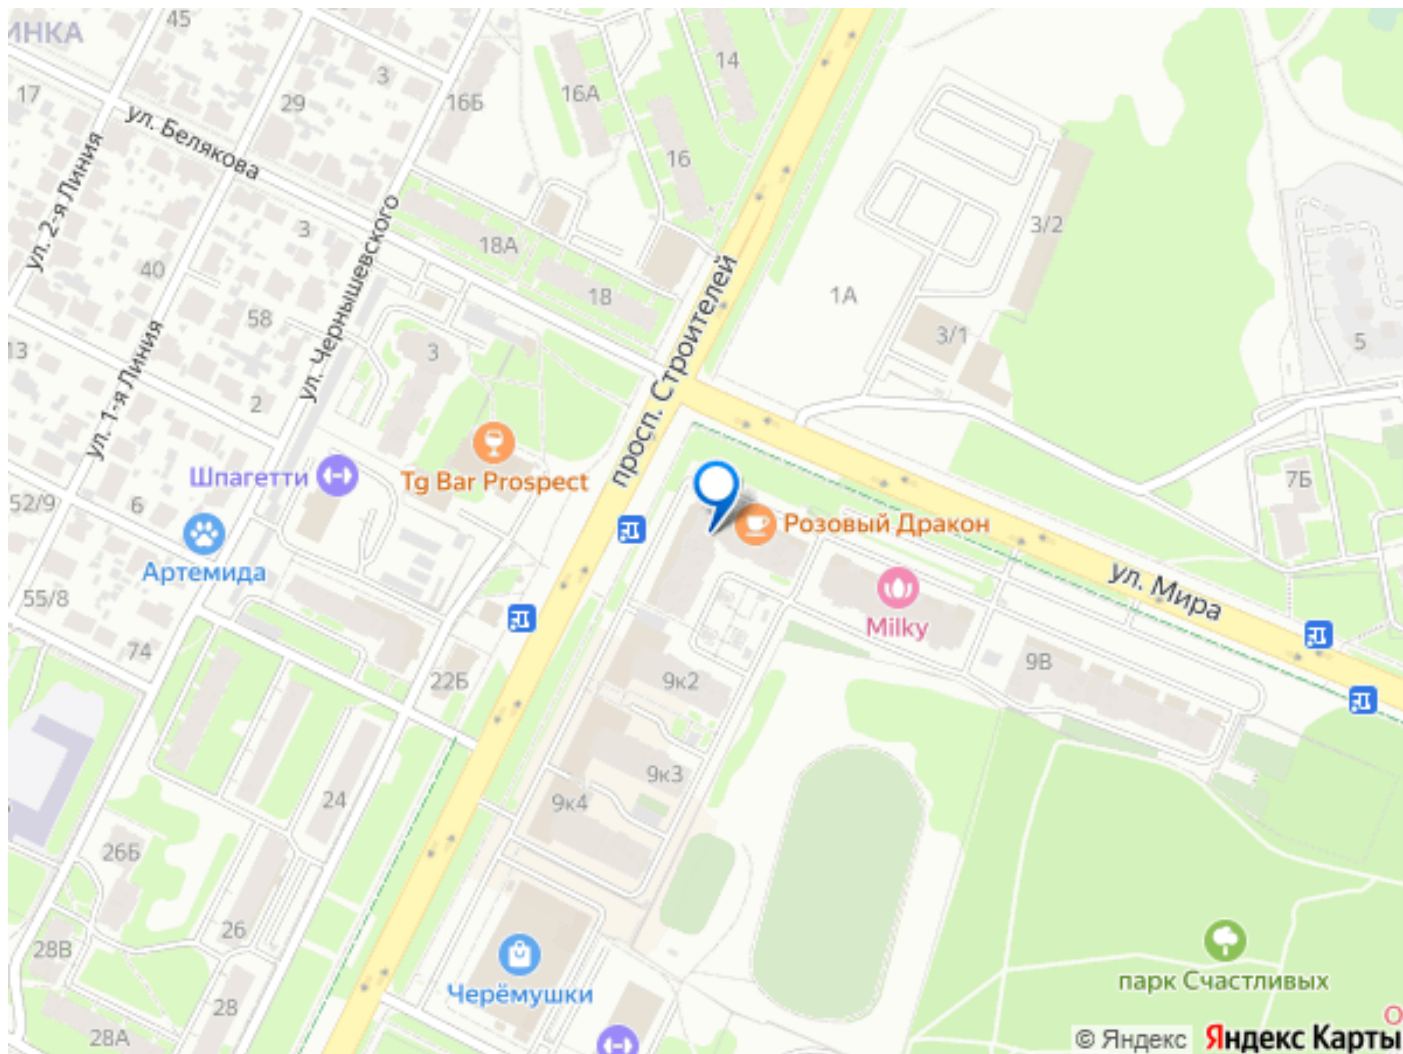 ИНКА
45
14
17
3
29
16Б
16А
ул. Белякова
16
ул. 2-я Линия
3
18А
3/2
ул. Чернышевского
40
18
1А
просп. Строителей
58
3/1
5
13
3
ул. 1-я Линия
2
Шпагетти
Tg Bar Prospect
7Б
52/9
6
Розовый Дракон
Артемида
ул. Мира
55/8
Milky
74
22Б
9к2
9В
9к3
24
9к4
26Б
26
28В
Черёмушки
парк Счастливых
28
28А
О
© Яндекс Яндекс Карты